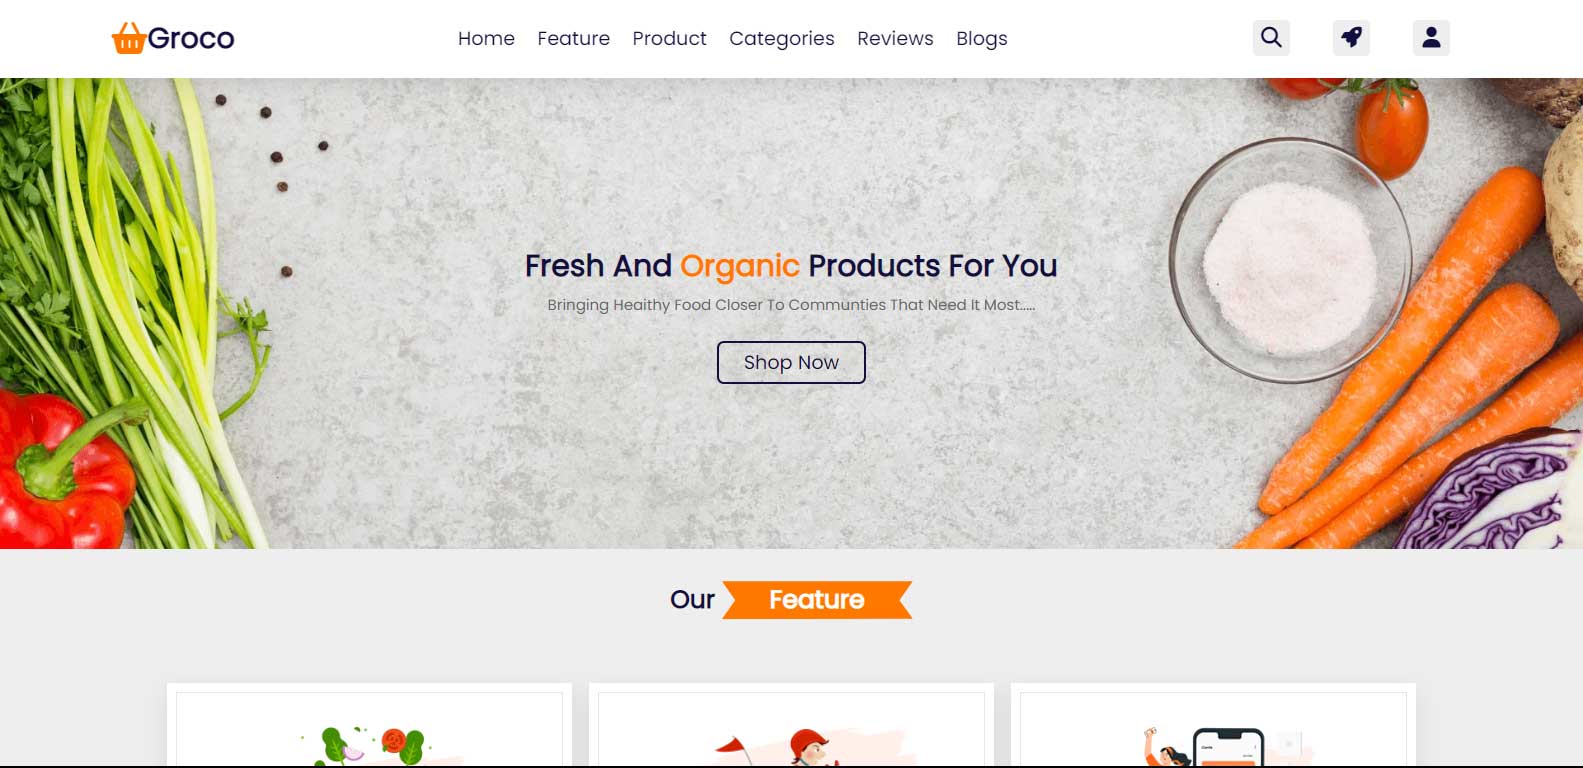 Groco
Home Feature Product Categories Reviews Blogs
Fresh And Organic Products For You
Bringing Healthy Food Closer To Communties That Need It Most.....
Shop Now
Our Feature